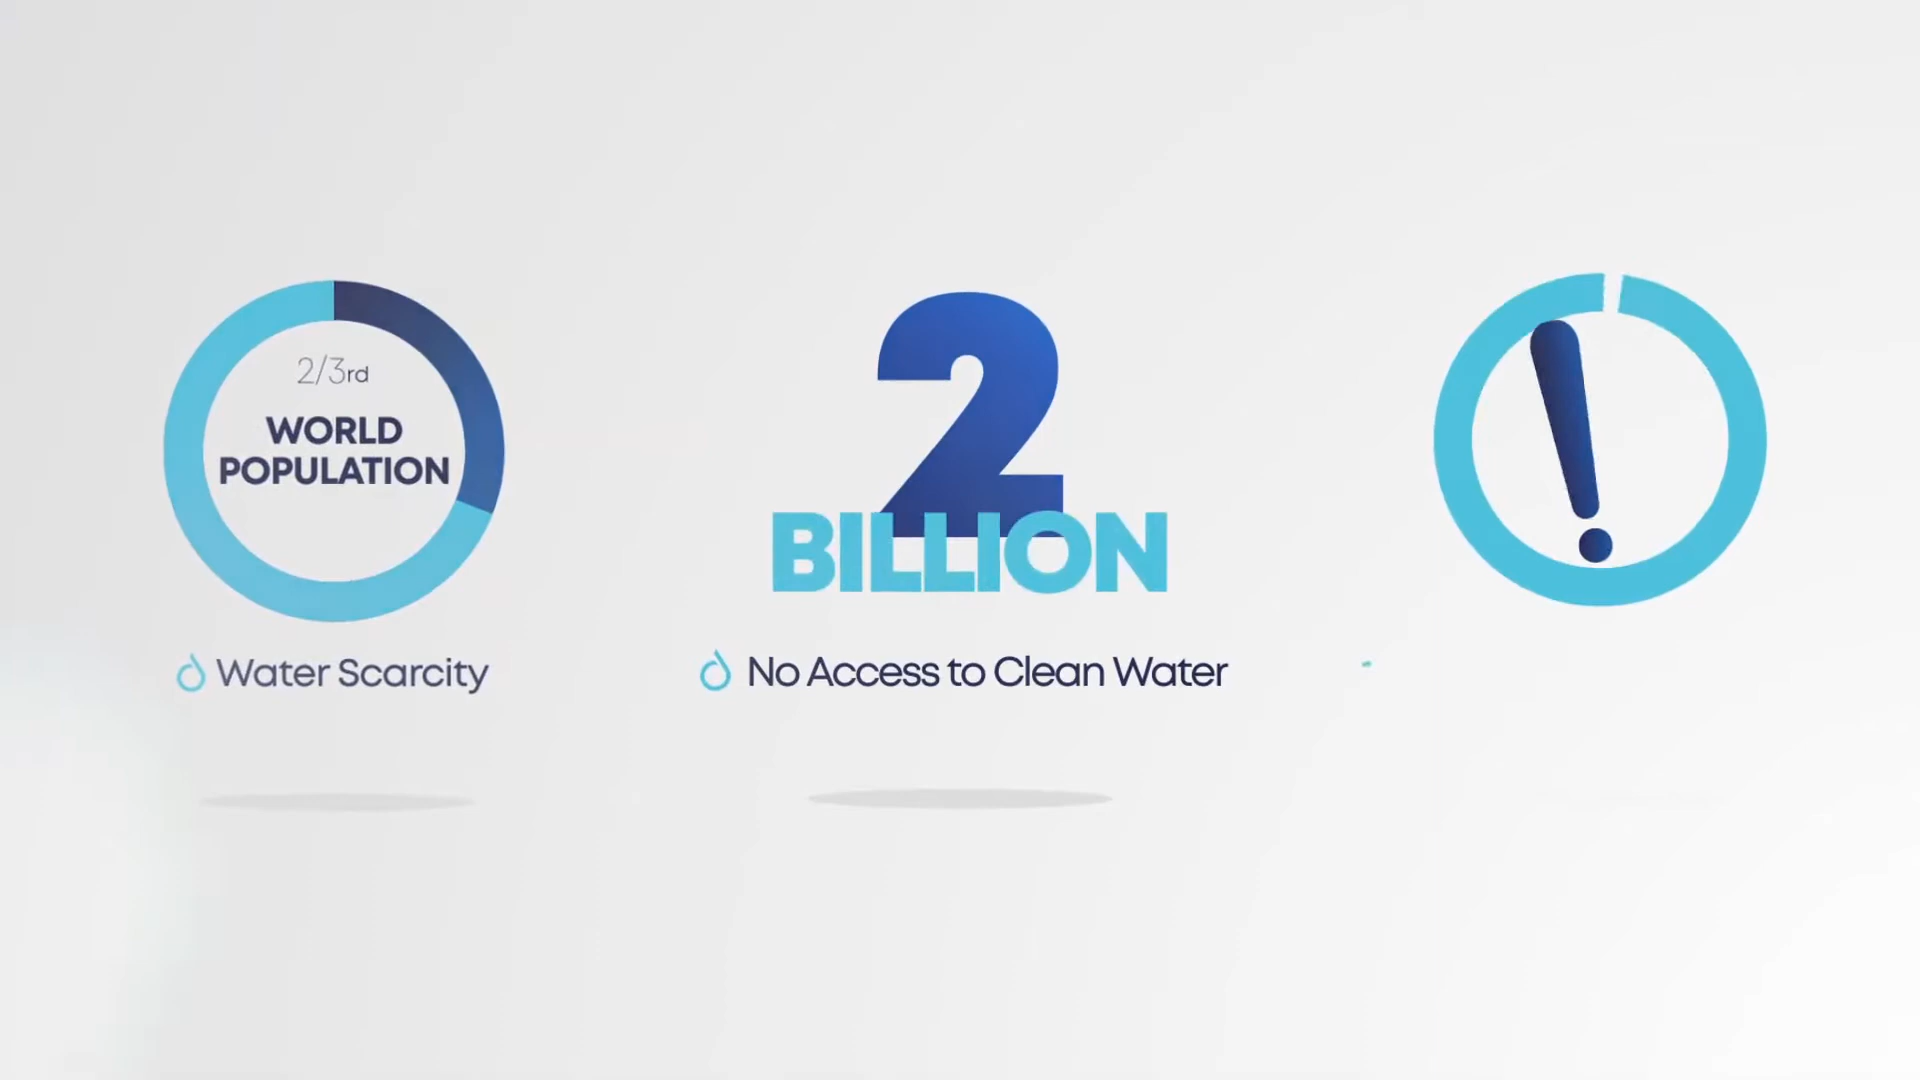 2/3rd
WORLD
POPULATION
Water Scarcity
2
BILLION
No Access to Clean Water
!